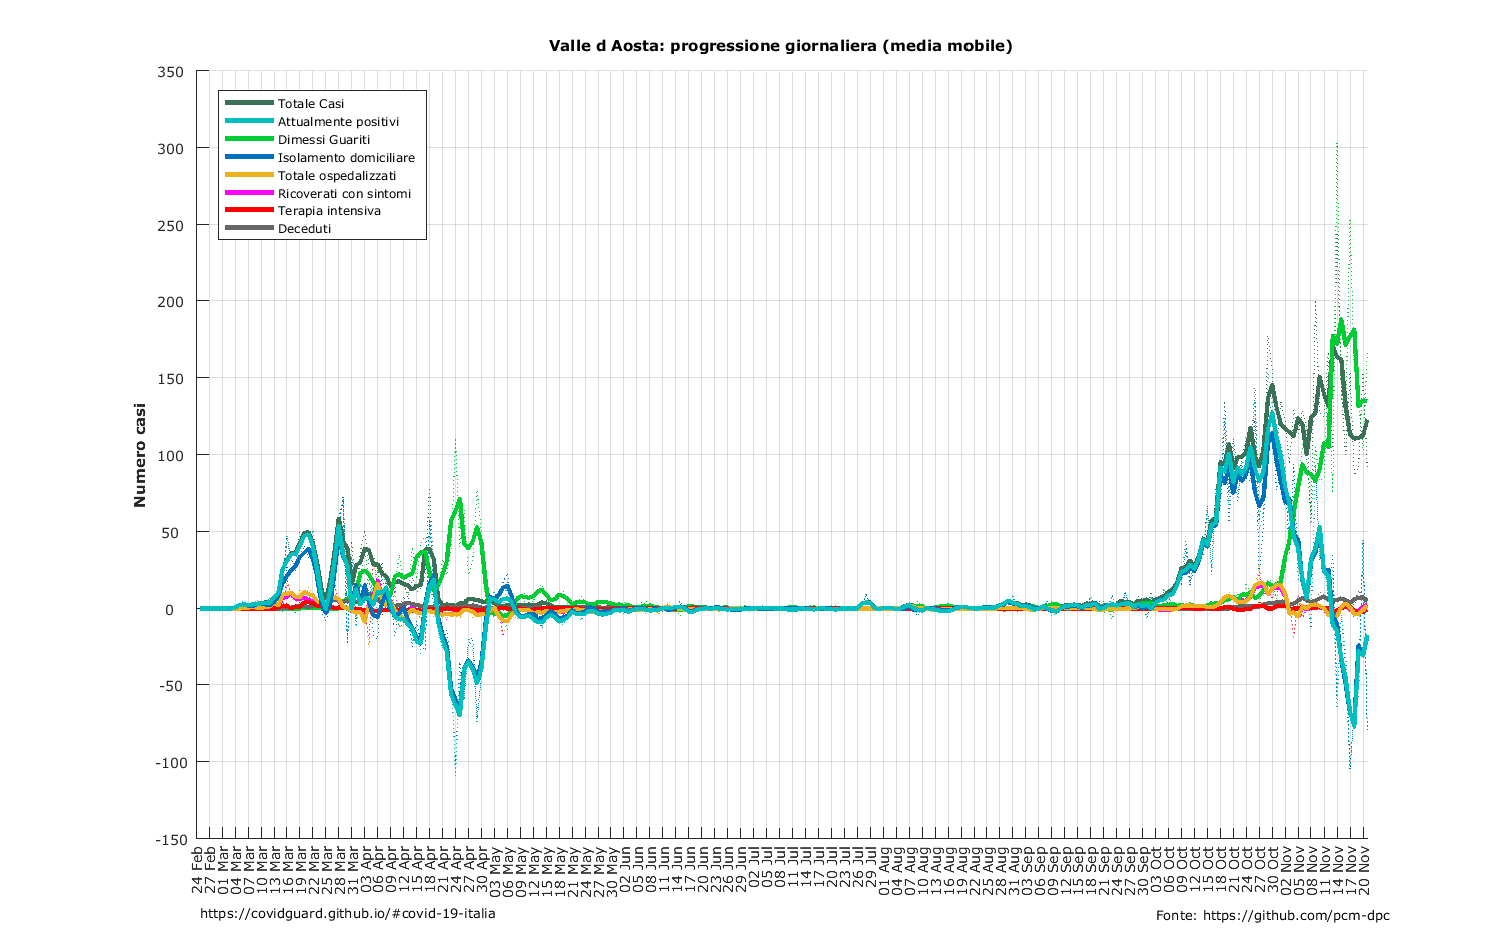 Valle d Aosta: progressione giornaliera (media mobile)
350
300
250
200
150
100
50
0
-50
-100
-150
Numero casi
Totale Casi
Attualmente positivi
Dimessi Guariti
Isolamento domiciliare
Totale ospedalizzati
Ricoverati con sintomi
Terapia intensiva
Deceduti
24 Feb
27 Feb
01 Mar
04 Mar
07 Mar
10 Mar
13 Mar
16 Mar
19 Mar
22 Mar
25 Mar
28 Mar
31 Mar
03 Apr
06 Apr
09 Apr
12 Apr
15 Apr
18 Apr
21 Apr
24 Apr
27 Apr
30 Apr
03 May
06 May
09 May
12 May
15 May
18 May
21 May
24 May
27 May
30 May
02 Jun
05 Jun
08 Jun
11 Jun
14 Jun
17 Jun
20 Jun
23 Jun
26 Jun
29 Jun
02 Jul
05 Jul
08 Jul
11 Jul
14 Jul
17 Jul
20 Jul
23 Jul
26 Jul
29 Jul
01 Aug
04 Aug
07 Aug
10 Aug
13 Aug
16 Aug
19 Aug
22 Aug
25 Aug
28 Aug
31 Aug
03 Sep
06 Sep
09 Sep
12 Sep
15 Sep
18 Sep
21 Sep
24 Sep
27 Sep
30 Sep
03 Oct
06 Oct
09 Oct
12 Oct
15 Oct
18 Oct
21 Oct
24 Oct
27 Oct
30 Oct
02 Nov
05 Nov
08 Nov
11 Nov
14 Nov
17 Nov
20 Nov
https://covidguard.github.io/#covid-19-italia
Fonte: https://github.com/pcm-dpc